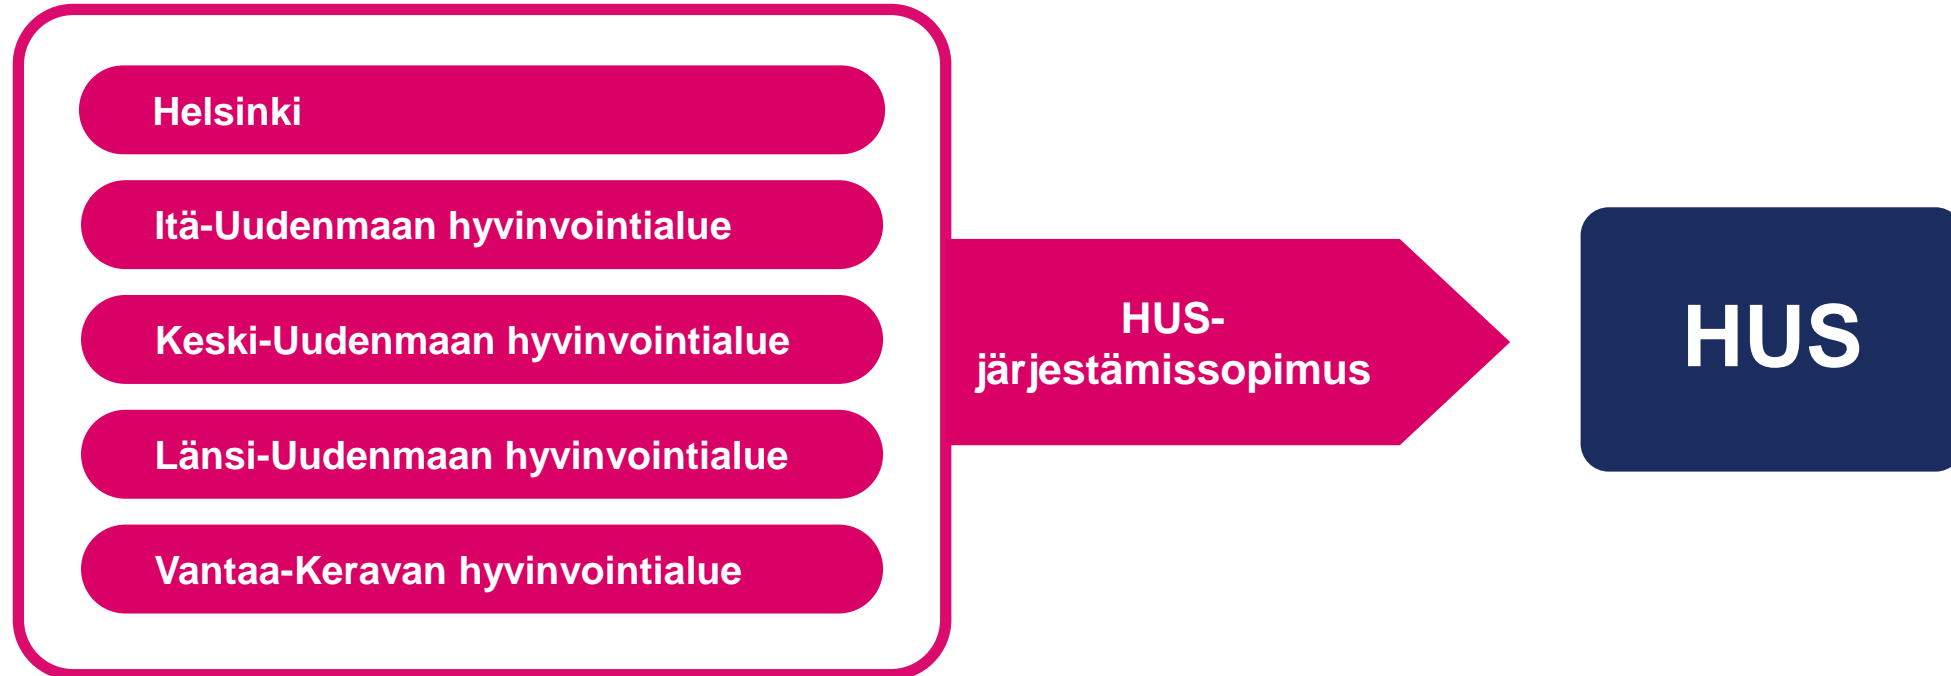 Helsinki
Itä-Uudenmaan hyvinvointialue
Keski-Uudenmaan hyvinvointialue
Länsi-Uudenmaan hyvinvointialue
Vantaa-Keravan hyvinvointialue
HUS-
järjestämissopimus
HUS